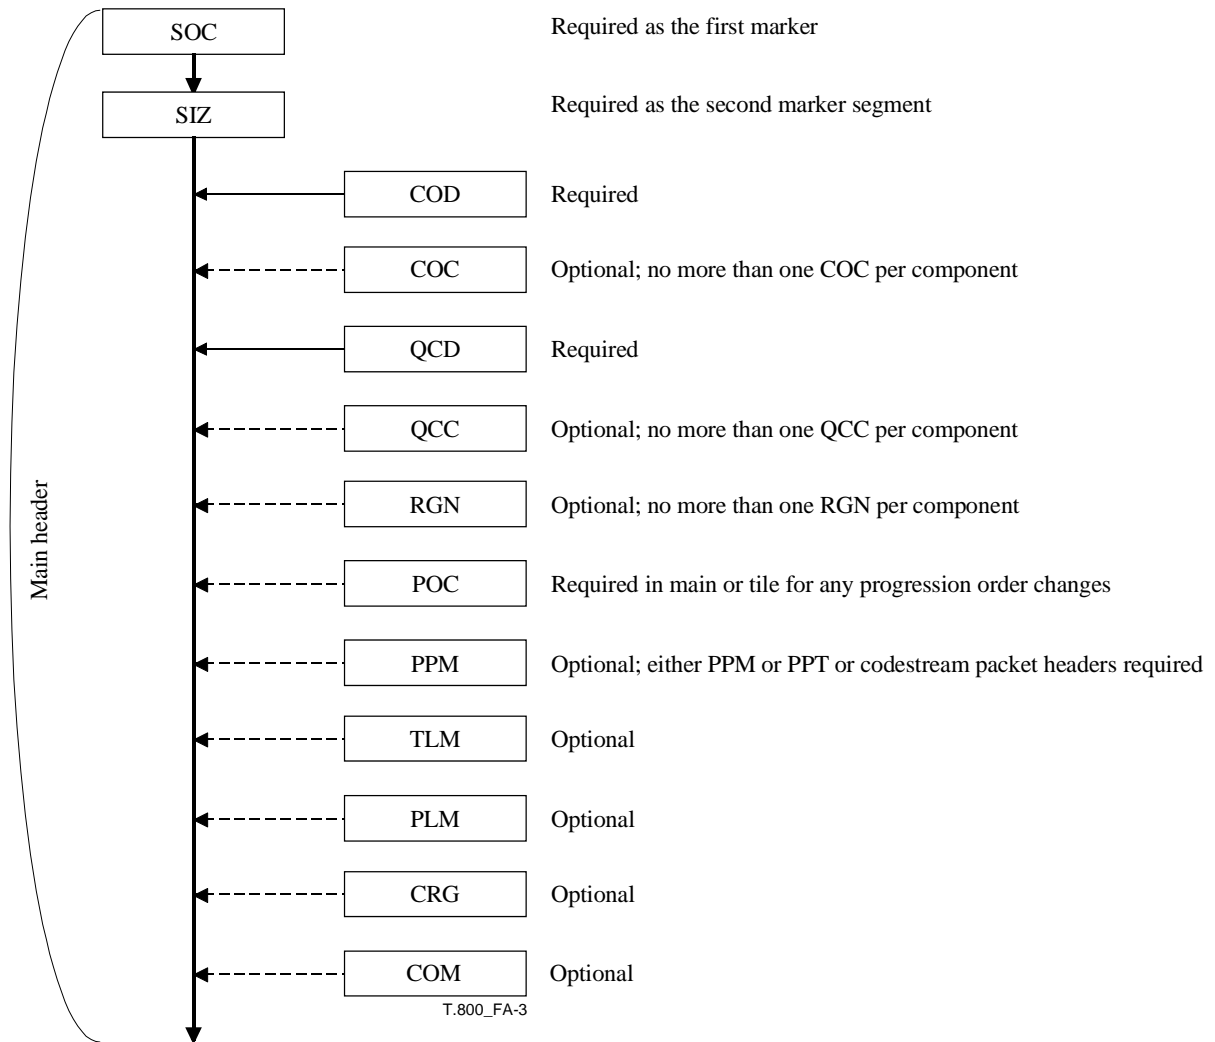 SOC Required as the first marker
SIZ Required as the second marker segment
COD Required
COC Optional; no more than one COC per component
QCD Required
QCC Optional; no more than one QCC per component
RGN Optional; no more than one RGN per component
Main header
POC Required in main or tile for any progression order changes
PPM Optional; either PPM or PPT or codestream packet headers required
TLM Optional
PLM Optional
CRG Optional
COM Optional
T.800_FA-3